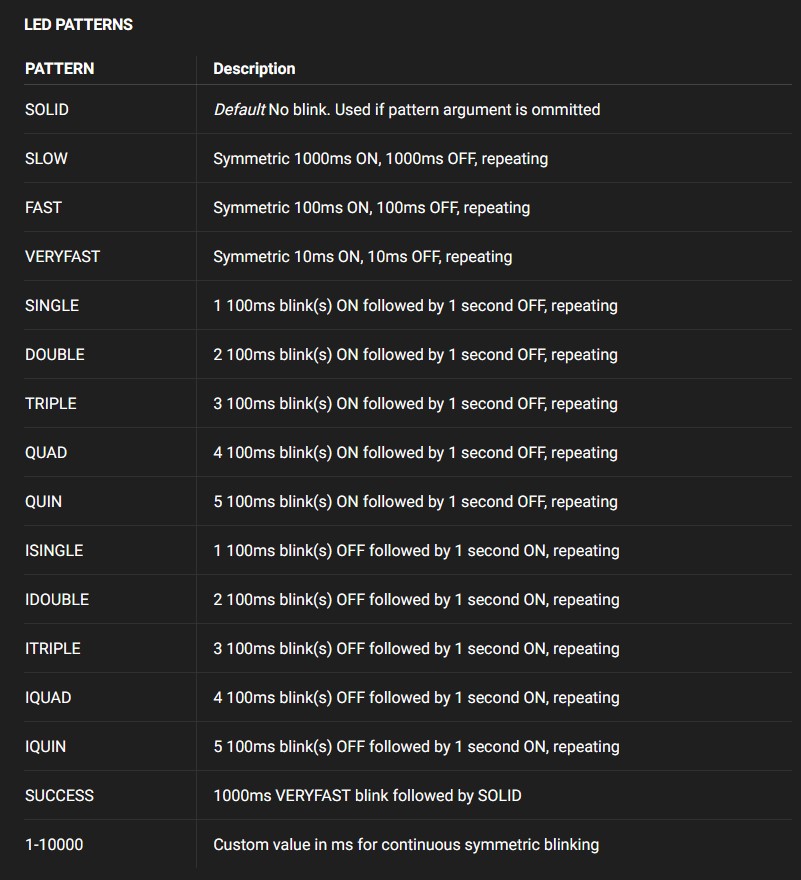 LED PATTERNS
PATTERN Description
SOLID Default No blink. Used if pattern argument is ommitted
SLOW Symmetric 1000ms ON, 1000ms OFF, repeating
FAST Symmetric 100ms ON, 100ms OFF, repeating
VERYFAST Symmetric 10ms ON, 10ms OFF, repeating
SINGLE 1 100ms blink(s) ON followed by 1 second OFF, repeating
DOUBLE 2 100ms blink(s) ON followed by 1 second OFF, repeating
TRIPLE 3 100ms blink(s) ON followed by 1 second OFF, repeating
QUAD 4 100ms blink(s) ON followed by 1 second OFF, repeating
QUIN 5 100ms blink(s) ON followed by 1 second OFF, repeating
ISINGLE 1 100ms blink(s) OFF followed by 1 second ON, repeating
IDOUBLE 2 100ms blink(s) OFF followed by 1 second ON, repeating
ITRIPLE 3 100ms blink(s) OFF followed by 1 second ON, repeating
IQUAD 4 100ms blink(s) OFF followed by 1 second ON, repeating
IQUIN 5 100ms blink(s) OFF followed by 1 second ON, repeating
SUCCESS 1000ms VERYFAST blink followed by SOLID
1-10000 Custom value in ms for continuous symmetric blinking